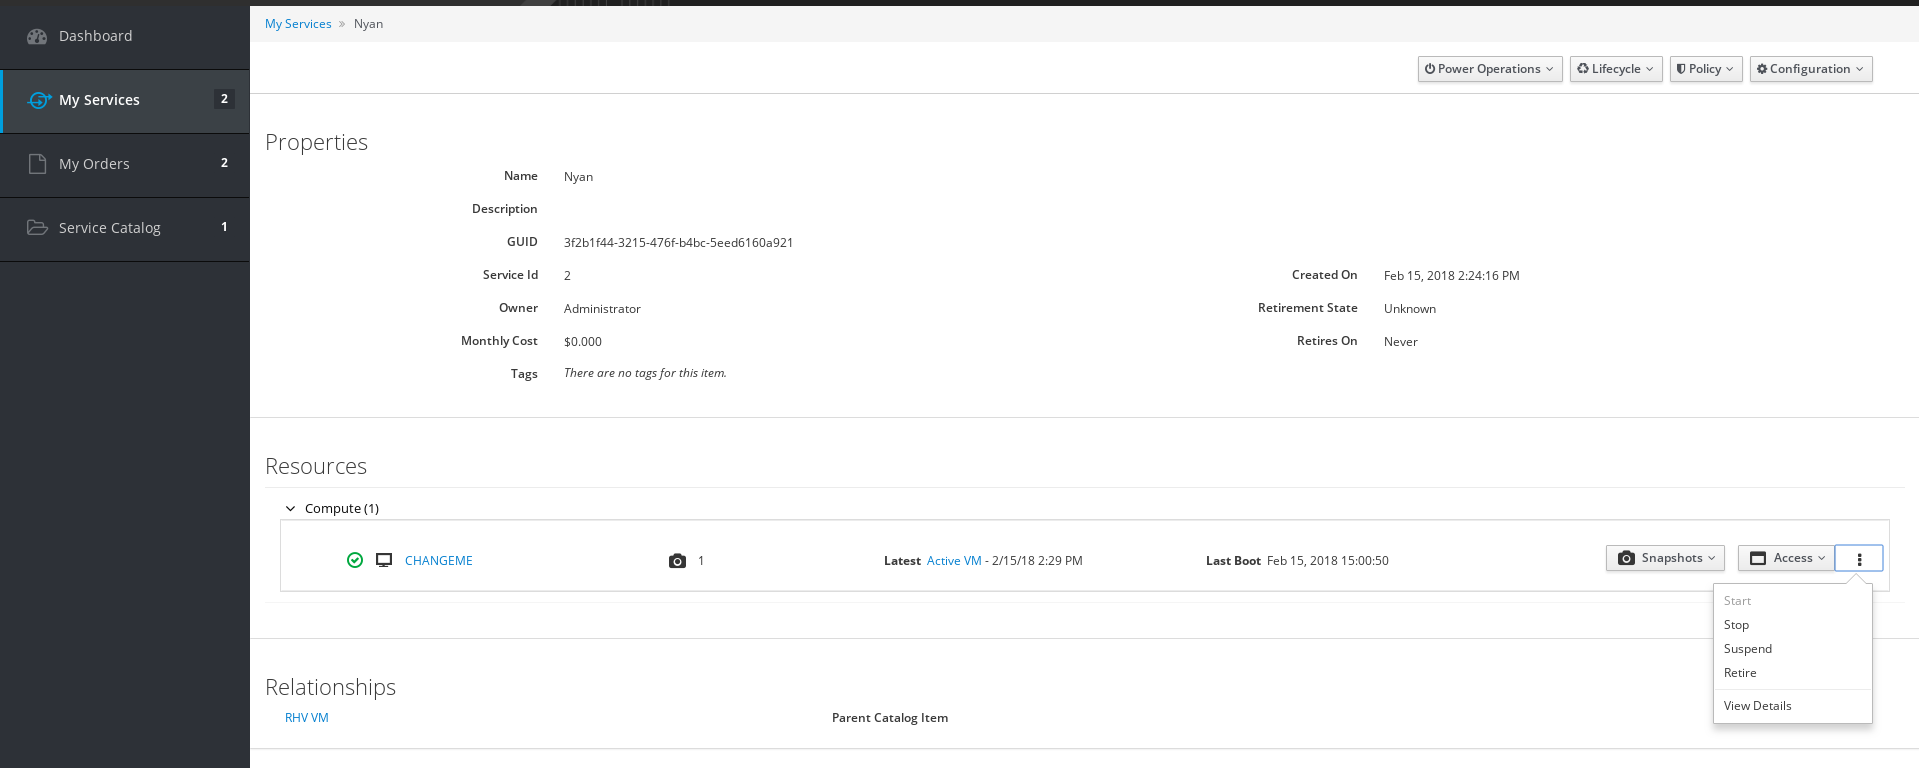 My Services » Nyan
Dashboard
My Services 2
My Orders 2
Service Catalog 1
Power Operations Lifecycle Policy Configuration
Properties
Name Nyan
Description
GUID 3f2b1f44-3215-476f-b4bc-5eed6160a921
Service Id 2 Created On Feb 15, 2018 2:24:16 PM
Owner Administrator Retirement State Unknown
Monthly Cost $0.000 Retires On Never
Tags There are no tags for this item.
Resources
Compute (1)
CHANGEME 1 Latest Active VM - 2/15/18 2:29 PM Last Boot Feb 15, 2018 15:00:50 Snapshots Access
Start
Stop
Suspend
Retire
View Details
Relationships
RHV VM Parent Catalog Item